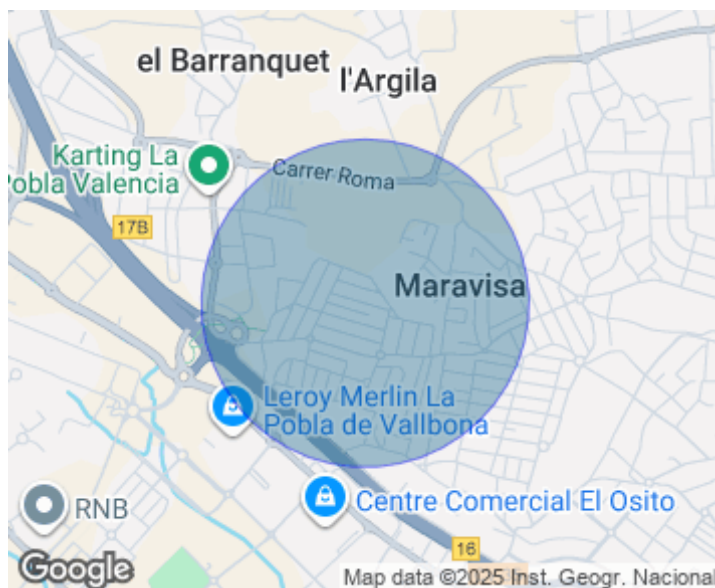 el Barranquet
l'Argila
Karting La
Pobla Valencia
Carrer Roma
17B
Maravisa
Leroy Merlin La
Pobla de Vallbona
Centre Comercial El Osito
RNB
16
Google
Map data ©2025 Inst. Geogr. Nacional